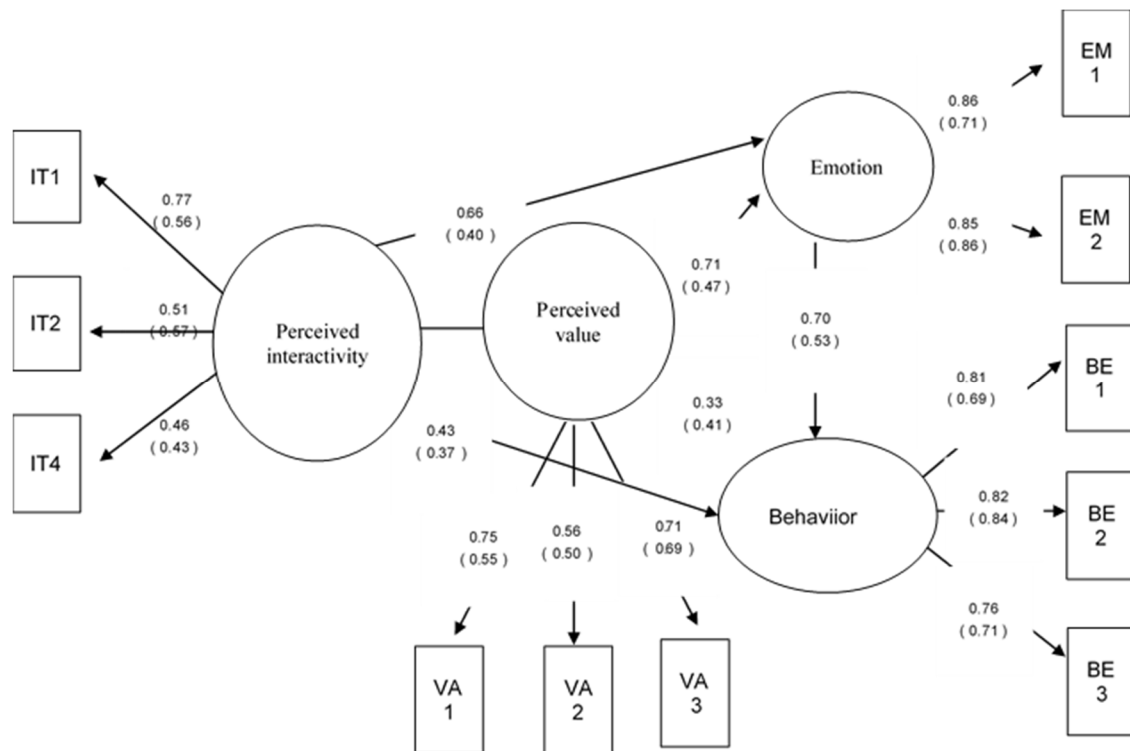 EM
1
0.86
( 0.71)
IT1
0.77
( 0.56)
Emotion
0.66
( 0.40)
EM
2
0.85
( 0.86)
0.71
( 0.47)
IT2
0.51
( 0.57)
Perceived
interactivity
Perceived
value
0.70
( 0.53)
BE
1
0.81
( 0.69)
IT4
0.46
( 0.43)
0.43
( 0.37)
0.33
( 0.41)
Behaviior
0.82
( 0.84)
BE
2
0.75
( 0.55)
0.56
( 0.50)
0.71
( 0.69)
0.76
( 0.71)
BE
3
VA
1
VA
2
VA
3